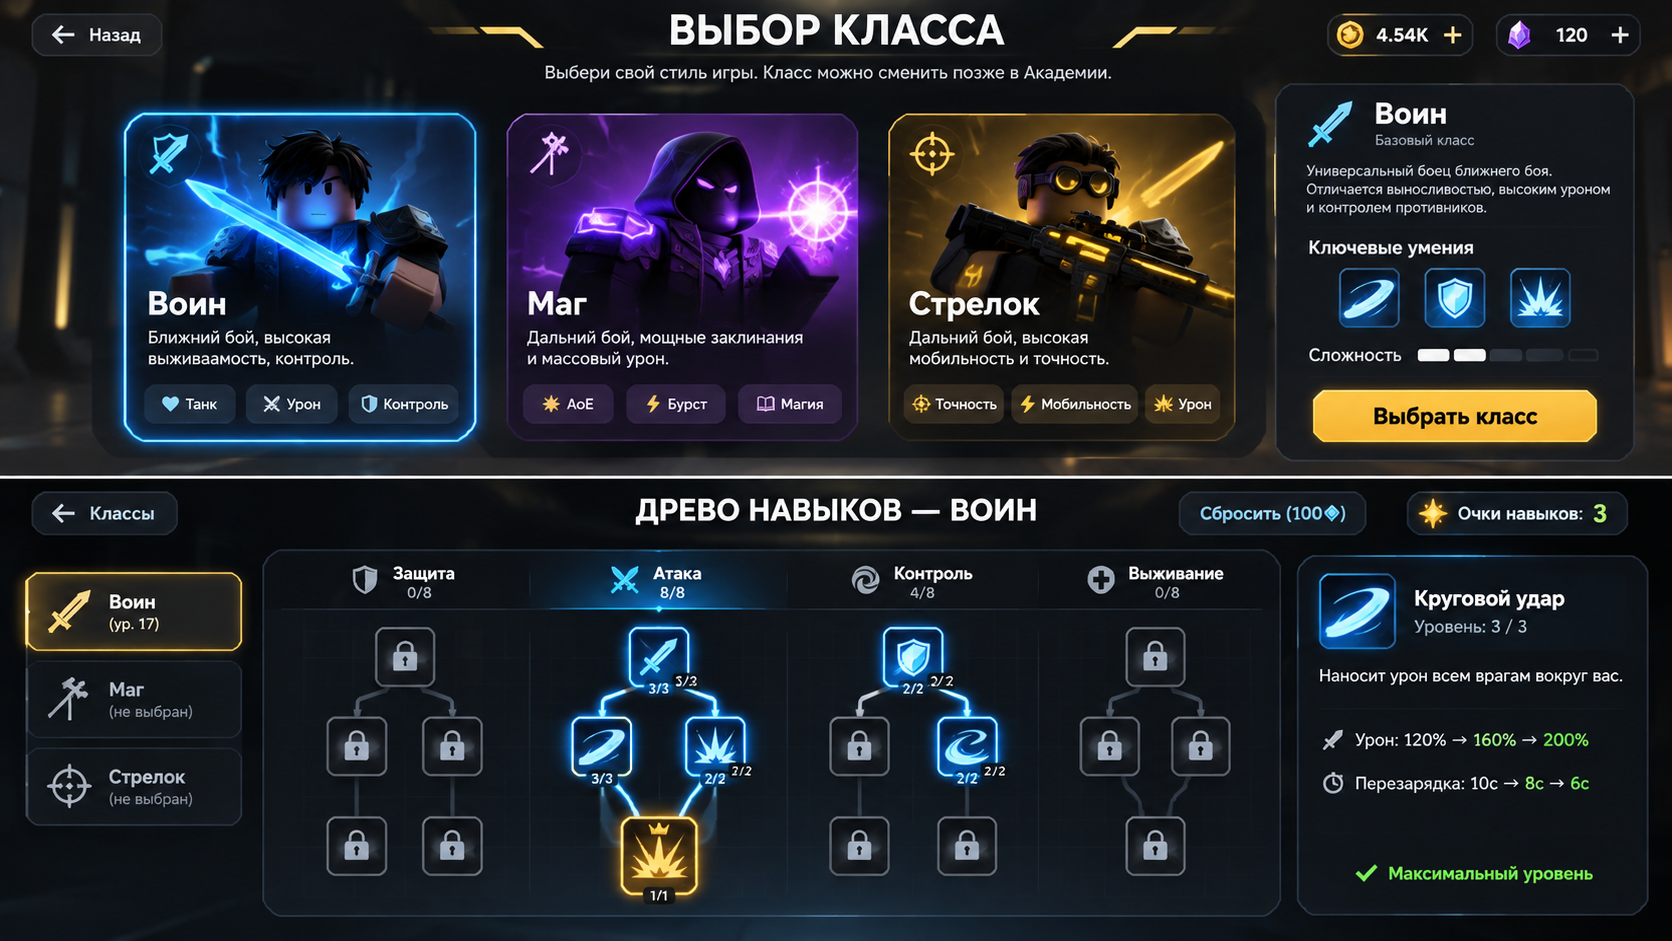 Назад
ВЫБОР КЛАССА
4.54K
120
Выбери свой стиль игры. Класс можно сменить позже в Академии.
Воин
Ближний бой, высокая
выживаамость, контроль.
Танк
Урон
Контроль
Маг
Дальний бой, мощные заклинания
и массовый урон.
AoE
Бурст
Магия
Стрелок
Дальний бой, высокая
мобильность и точность.
Точность
Мобильность
Урон
Воин
Базовый класс
Универсальный боец ближнего боя.
Отличается выносливостью, высоким уроном
и контролем противников.
Ключевые умения
Сложность
Выбрать класс
Классы
ДРЕВО НАВЫКОВ — ВОИН
Сбросить (100)
Очки навыков: 3
Воин
(ур. 17)
Маг
(не выбран)
Стрелок
(не выбран)
Защита
0/8
Атака
8/8
Контроль
4/8
Выживание
0/8
3/3
3/3
2/2
2/2
3/3
2/2
2/2
2/2
2/2
1/1
Круговой удар
Уровень: 3 / 3
Наносит урон всем врагам вокруг вас.
Урон: 120% → 160% → 200%
Перезарядка: 10с → 8с → 6с
Максимальный уровень